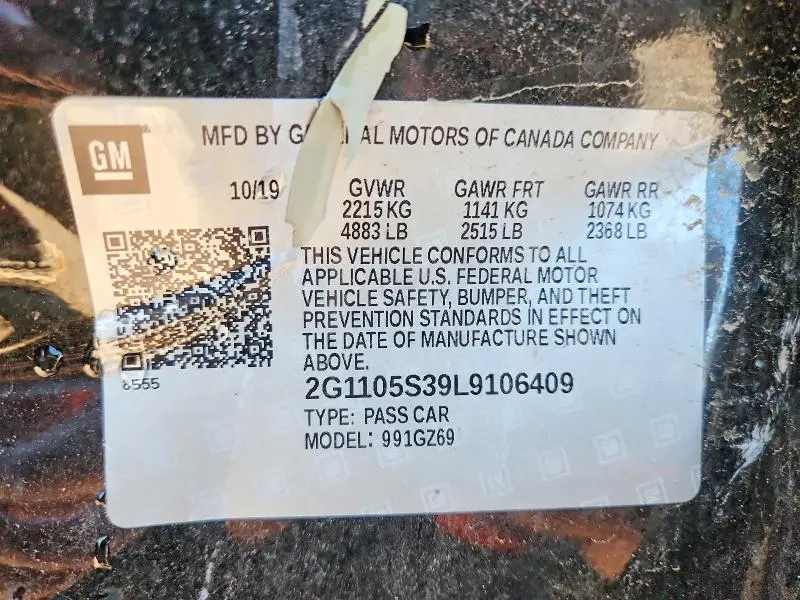 GM
MFD BY G AL MOTORS OF CANADA COMPANY
10/19 GVWR GAWR FRT GAWR RR
2215 KG 1141 KG 1074 KG
4883 LB 2515 LB 2368 LB
THIS VEHICLE CONFORMS TO ALL
APPLICABLE U.S. FEDERAL MOTOR
VEHICLE SAFETY, BUMPER, AND THEFT
PREVENTION STANDARDS IN EFFECT ON
THE DATE OF MANUFACTURE SHOWN
ABOVE.
6555
2G1105S39L9106409
TYPE: PASS CAR
MODEL: 991GZ69